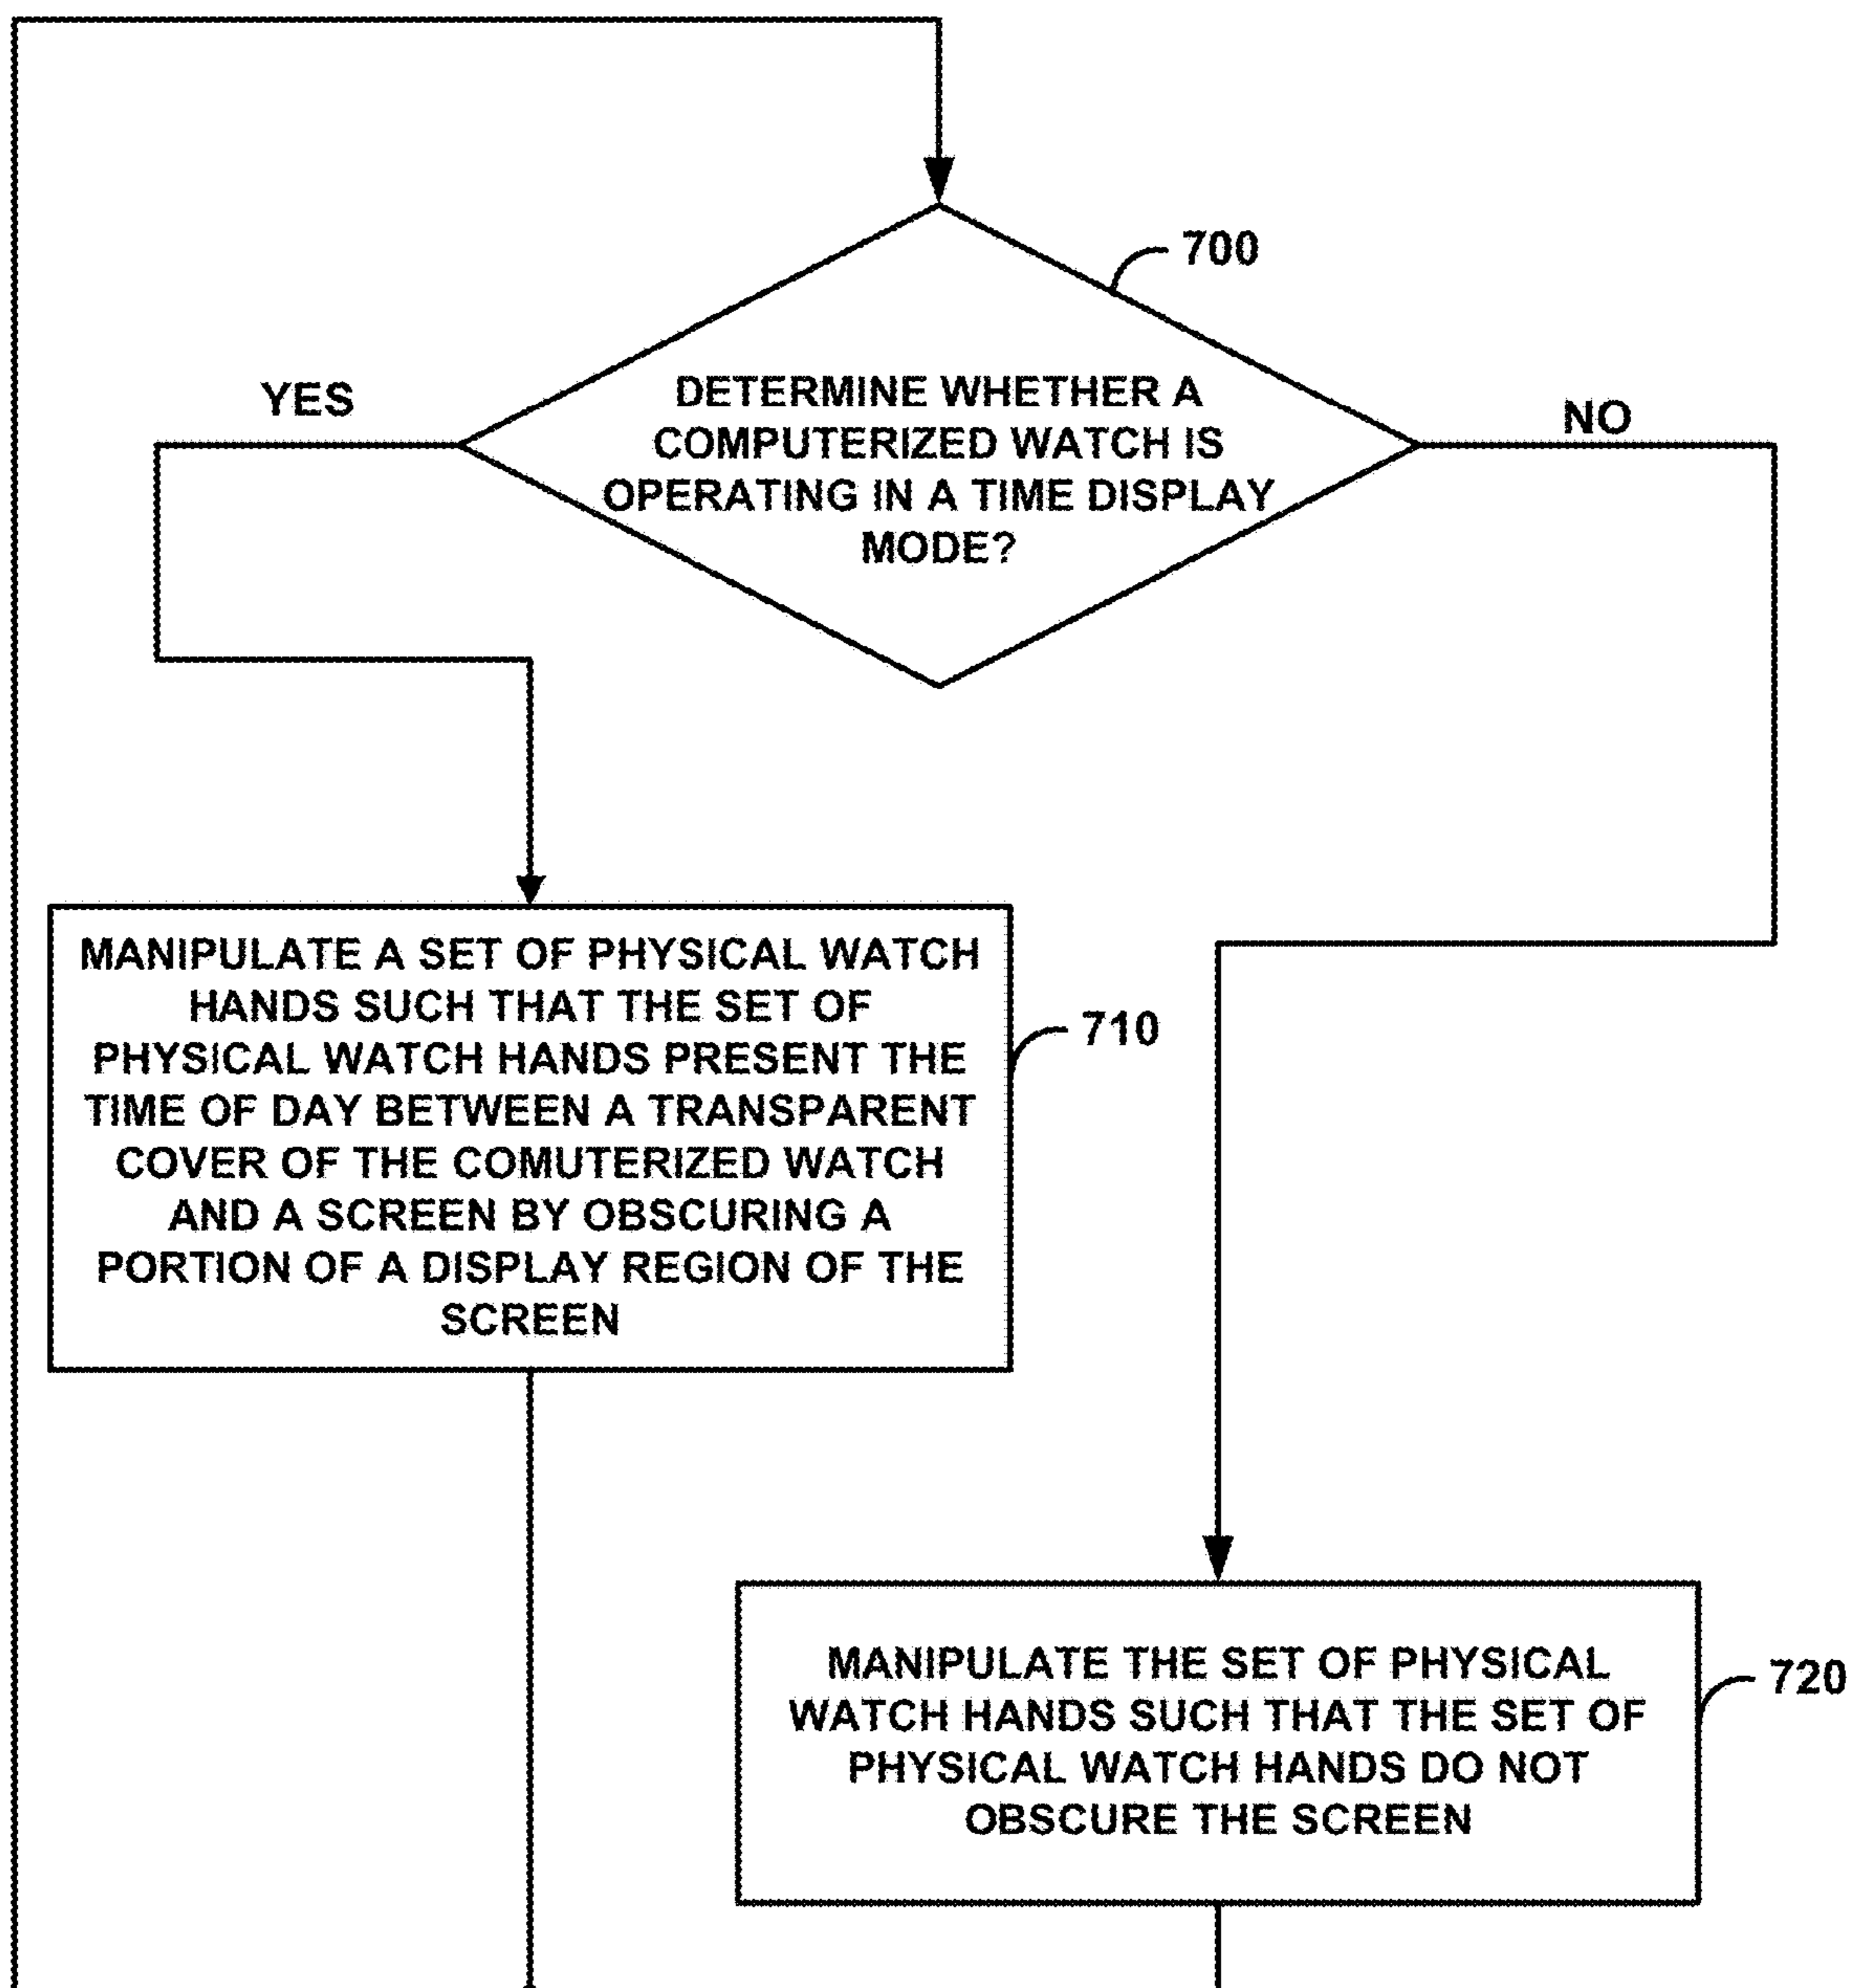 700
DETERMINE WHETHER A
COMPUTERIZED WATCH IS
OPERATING IN A TIME DISPLAY
MODE?
YES
NO
MANIPULATE A SET OF PHYSICAL WATCH
HANDS SUCH THAT THE SET OF
PHYSICAL WATCH HANDS PRESENT THE
TIME OF DAY BETWEEN A TRANSPARENT
COVER OF THE COMUTERIZED WATCH
AND A SCREEN BY OBSCURING A
PORTION OF A DISPLAY REGION OF THE
SCREEN
710
MANIPULATE THE SET OF PHYSICAL
WATCH HANDS SUCH THAT THE SET OF
PHYSICAL WATCH HANDS DO NOT
OBSCURE THE SCREEN
720